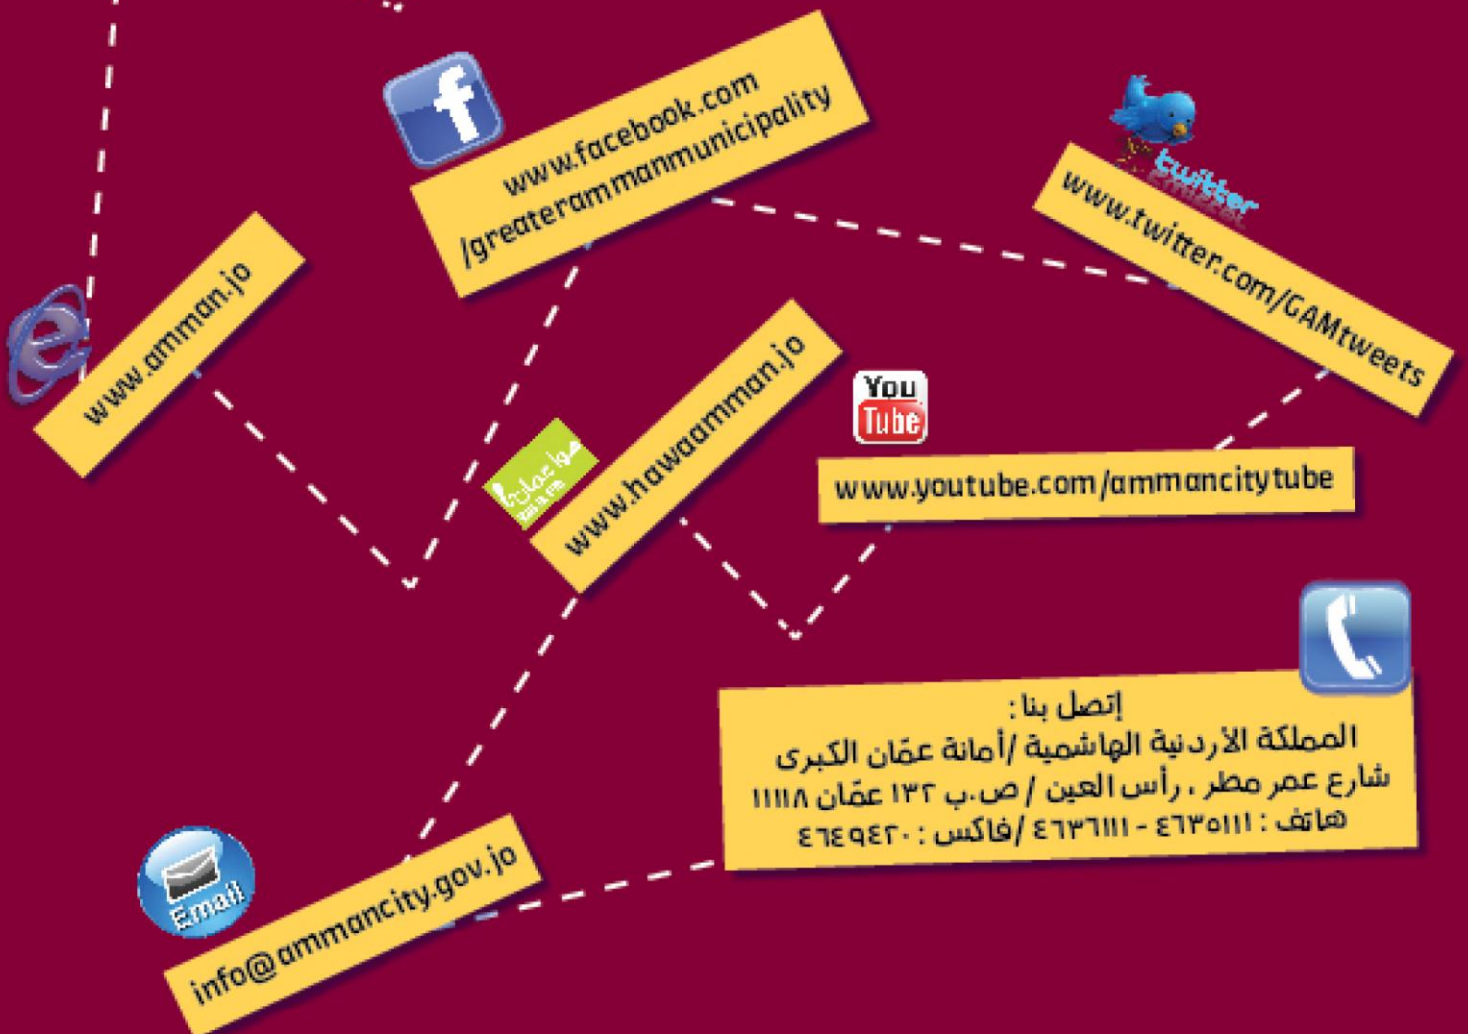 www.facebook.com
/greaterammanmunicipality
twitter
www.twitter.com/GAMtweets
www.amman.jo
هوا عمان
www.hawaamman.jo
You
Tube
www.youtube.com/ammancitytube
إتصل بنا :
المملكة الأردنية الهاشمية /أمانة عمّان الكبرى
شارع عمر مطر ، رأس العين / ص.ب ١٣٢ عمّان ١١١١٨
هاتف : ٤٦٣٥١١١ - ٤٦٣٦١١١ /فاكس : ٤٦٤٩٤٢٠
Email
info@ammancity.gov.jo